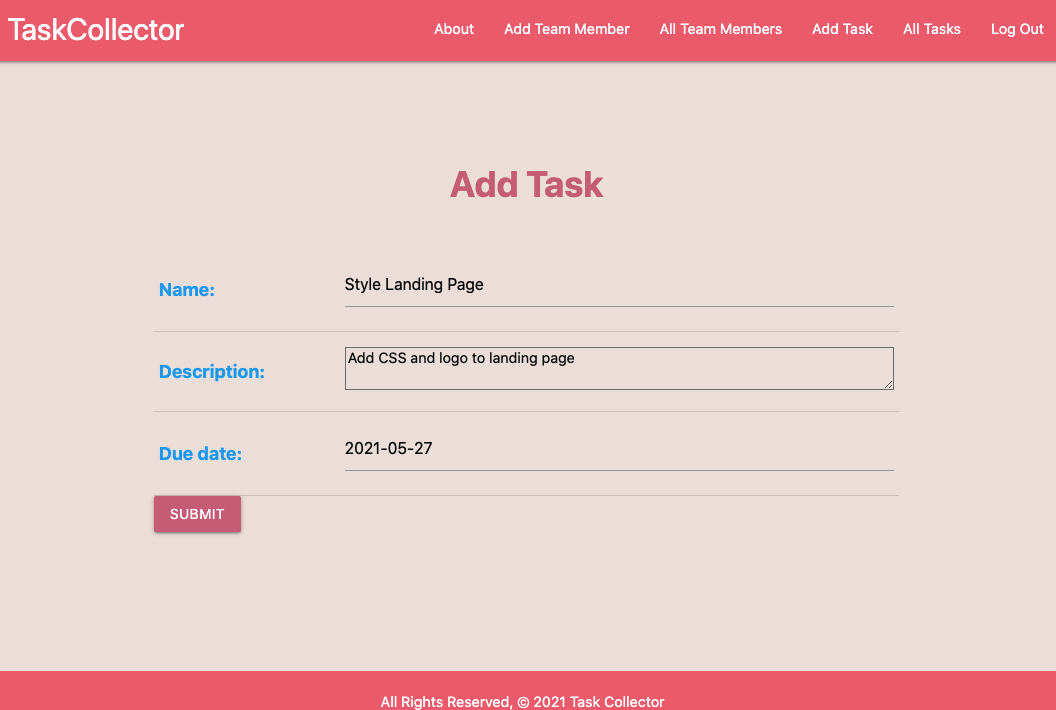 TaskCollector
About Add Team Member All Team Members Add Task All Tasks Log Out
Add Task
Name: Style Landing Page
Description: Add CSS and logo to landing page
Due date: 2021-05-27
SUBMIT
All Rights Reserved, © 2021 Task Collector